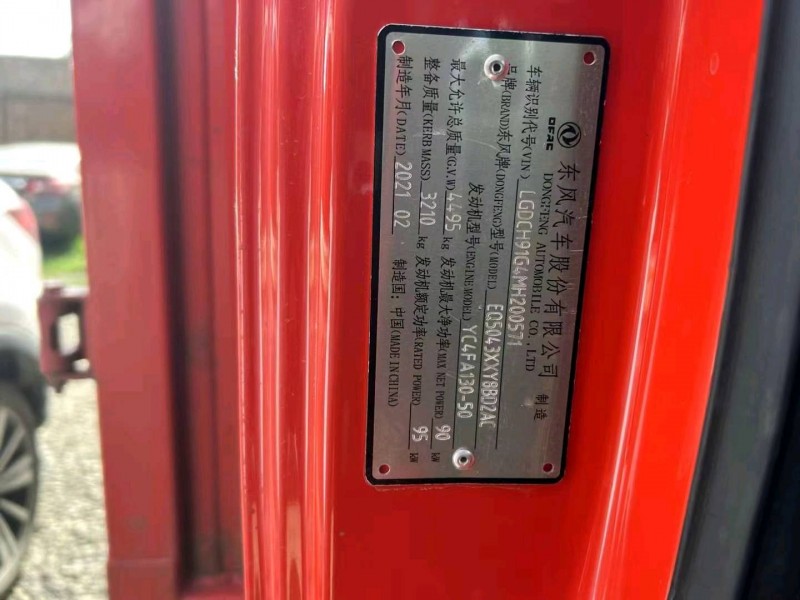 DFAC 东风汽车股份有限公司 制造
DONGFENG AUTOMOBILE CO., LTD
车辆识别代号(VIN) LGDCH91G4MH200571
品牌(BRAND)东风牌(DONGFENG)型号(MODEL) EQ5043XXY8BD2AC
发动机型号(ENGINE MODEL) YC4FA130-50
最大允许总质量(G.V.W) 4495 kg 发动机最大净功率(MAX NET POWER) 90 kW
整备质量(KERB MASS) 3210 kg 发动机额定功率(RATED POWER) 95 kW
制造年月(DATE) 2021 02 制造国：中国(MADE IN CHINA)